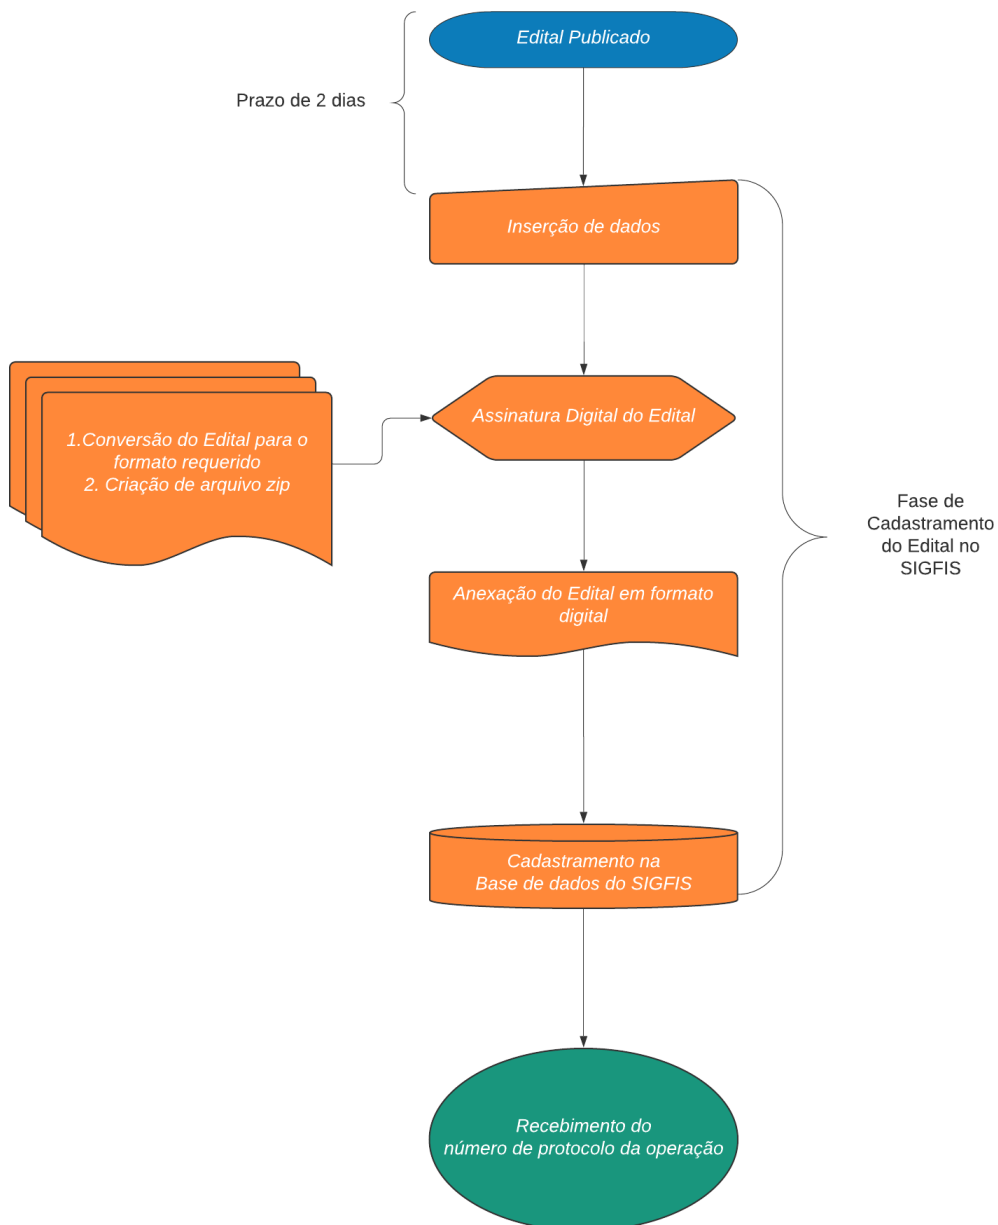 Edital Publicado
Prazo de 2 dias
Inserção de dados
1.Conversão do Edital para o
formato requerido
2. Criação de arquivo zip
Assinatura Digital do Edital
Fase de
Cadastramento
do Edital no
SIGFIS
Anexação do Edital em formato
digital
Cadastramento na
Base de dados do SIGFIS
Recebimento do
número de protocolo da operação